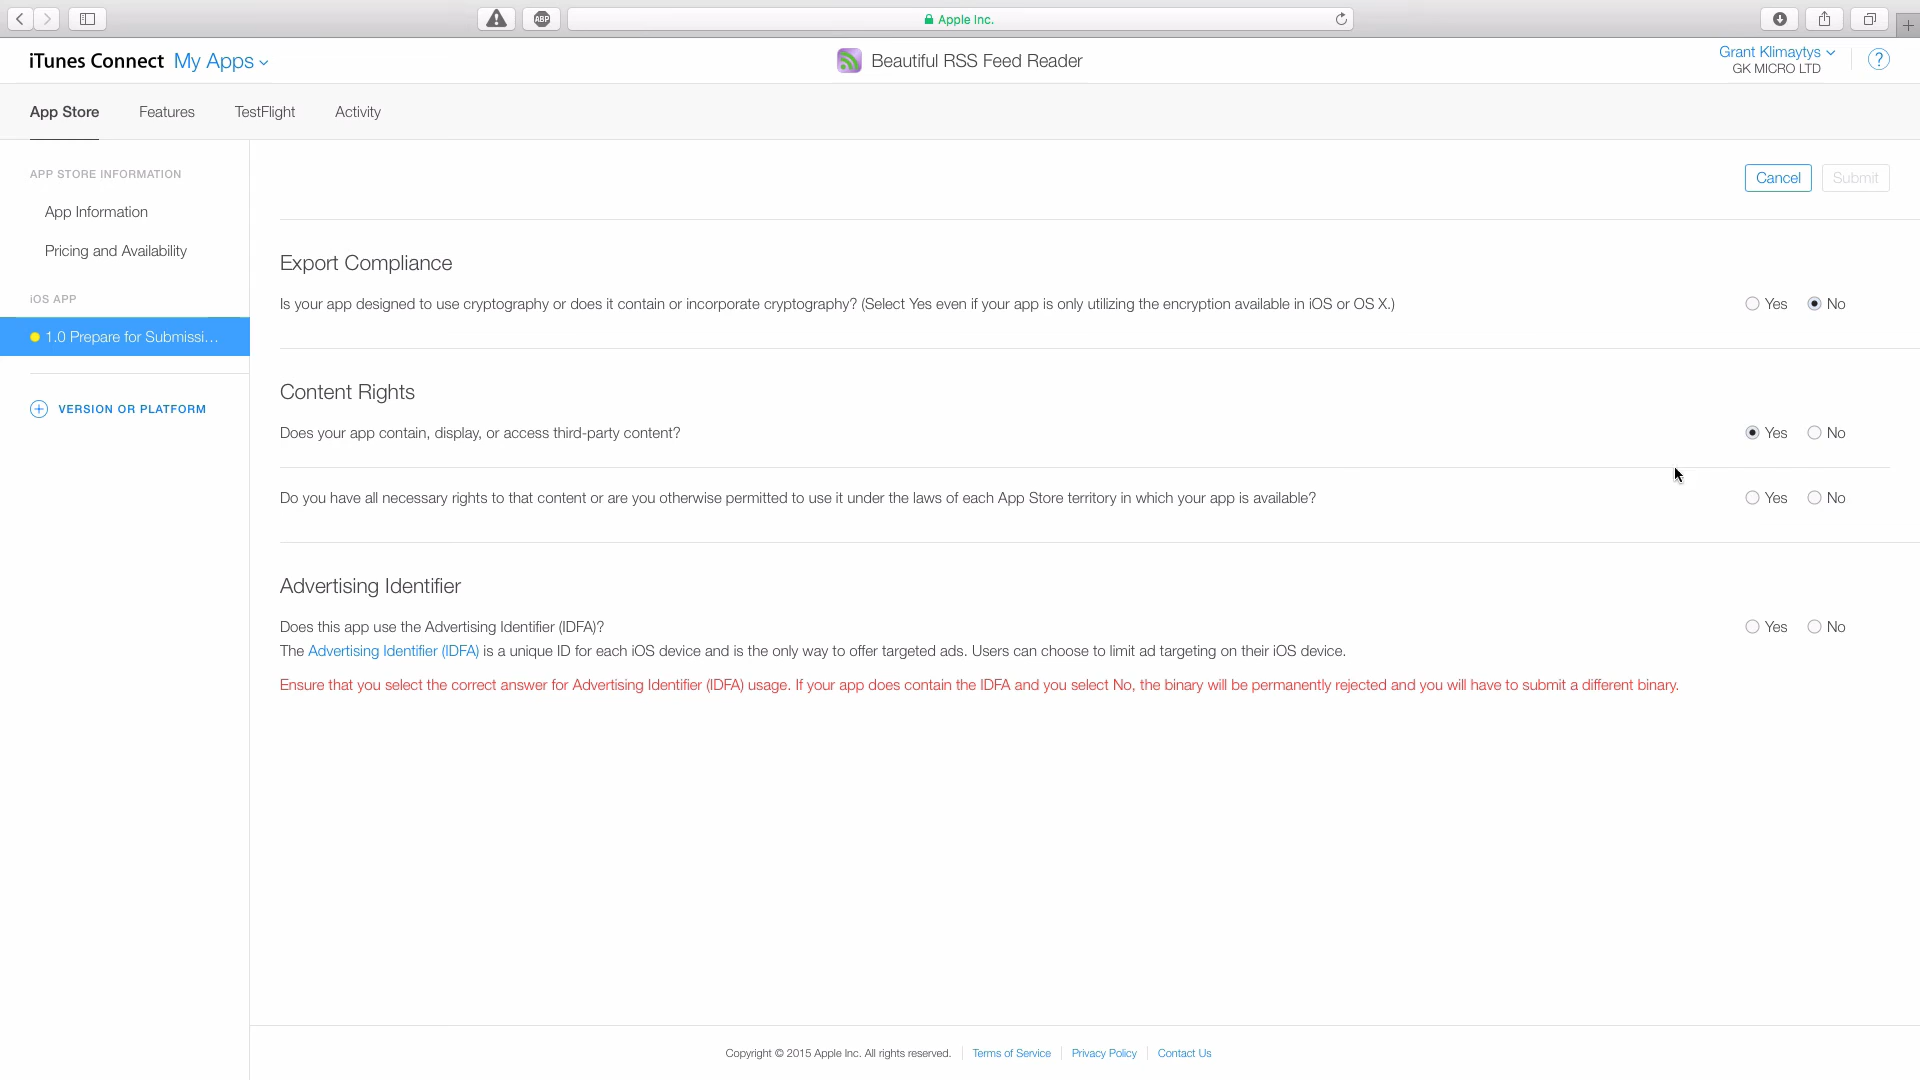 ABP
Apple Inc.
iTunes Connect My Apps
Beautiful RSS Feed Reader
Grant Klimaytys
GK MICRO LTD
?
App Store
Features
TestFlight
Activity
APP STORE INFORMATION
App Information
Pricing and Availability
iOS APP
1.0 Prepare for Submissi...
VERSION OR PLATFORM
Cancel
Submit
Export Compliance
Is your app designed to use cryptography or does it contain or incorporate cryptography? (Select Yes even if your app is only utilizing the encryption available in iOS or OS X.)
Yes
No
Content Rights
Does your app contain, display, or access third-party content?
Yes
No
Do you have all necessary rights to that content or are you otherwise permitted to use it under the laws of each App Store territory in which your app is available?
Yes
No
Advertising Identifier
Does this app use the Advertising Identifier (IDFA)?
Yes
No
The Advertising Identifier (IDFA) is a unique ID for each iOS device and is the only way to offer targeted ads. Users can choose to limit ad targeting on their iOS device.
Ensure that you select the correct answer for Advertising Identifier (IDFA) usage. If your app does contain the IDFA and you select No, the binary will be permanently rejected and you will have to submit a different binary.
Copyright © 2015 Apple Inc. All rights reserved.
Terms of Service
Privacy Policy
Contact Us